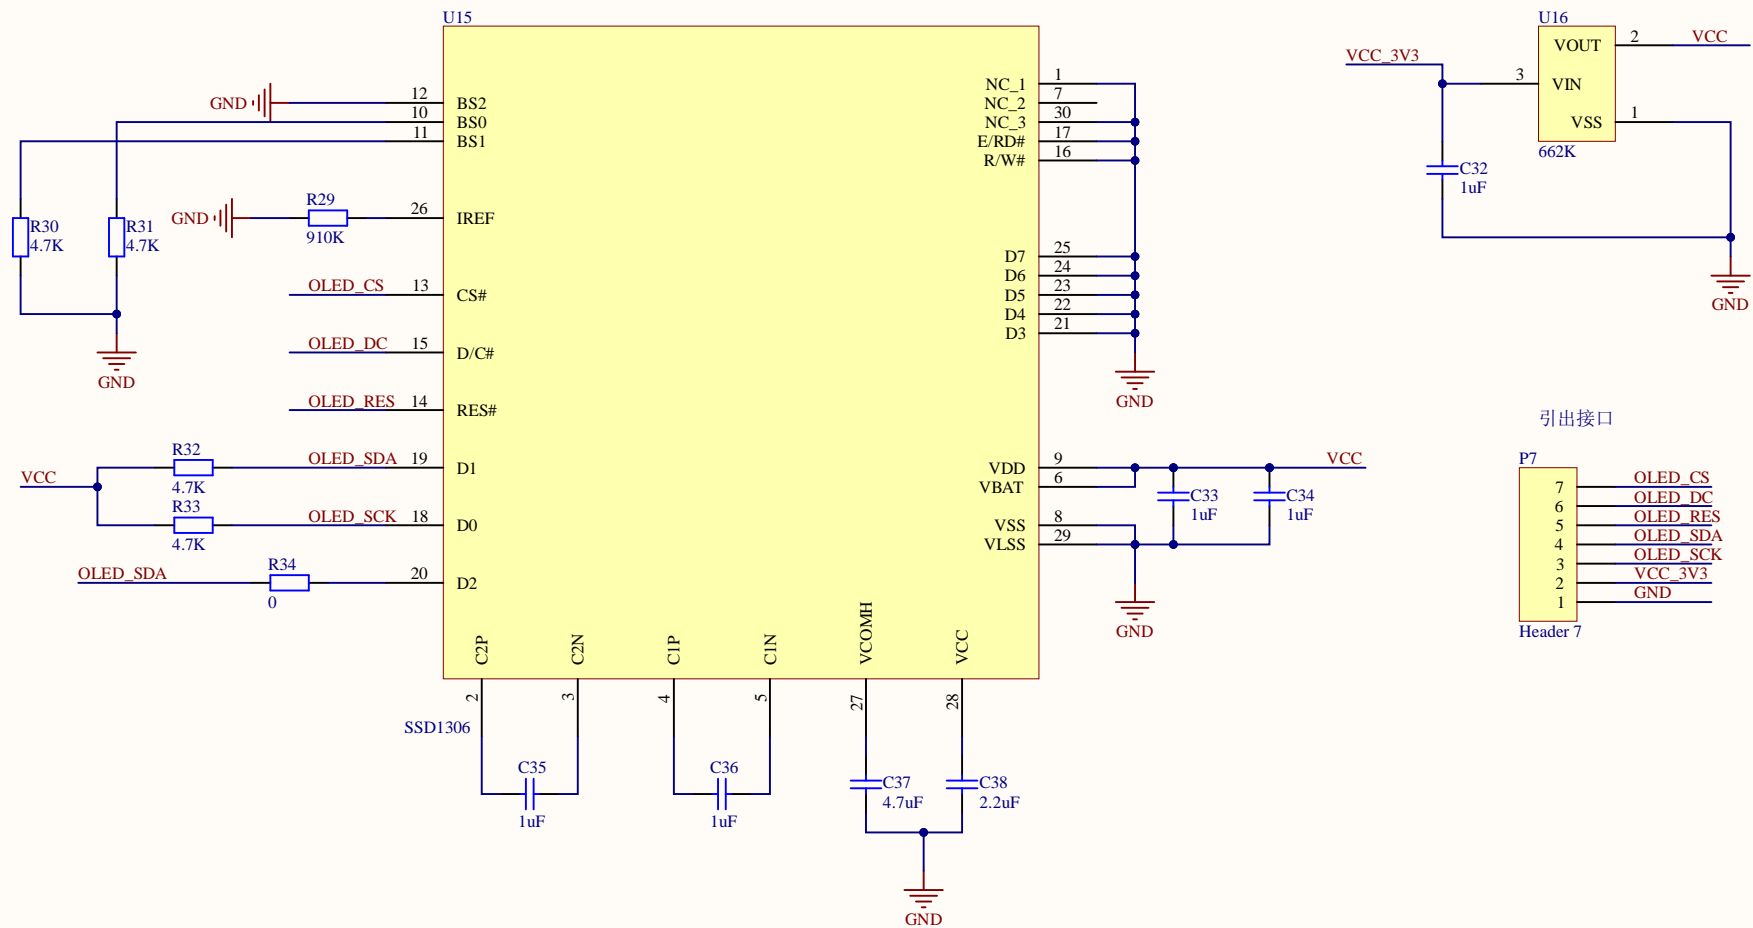 U15
GND
12
BS2
10
BS0
11
BS1
R30
4.7K
R31
4.7K
GND
GND
R29
910K
26
IREF
OLED_CS
13
CS#
OLED_DC
15
D/C#
OLED_RES
14
RES#
VCC
R32
4.7K
OLED_SDA
19
D1
R33
4.7K
OLED_SCK
18
D0
OLED_SDA
R34
0
20
D2
NC_1
1
NC_2
7
NC_3
30
E/RD#
17
R/W#
16
D7
25
D6
24
D5
23
D4
22
D3
21
GND
VDD
9
VBAT
6
VCC
C33
1uF
C34
1uF
VSS
8
VLSS
29
GND
C2P
2
C2N
3
C1P
4
C1N
5
VCOMH
27
VCC
28
SSD1306
C35
1uF
C36
1uF
C37
4.7uF
C38
2.2uF
GND
U16
VCC_3V3
3
VIN
VOUT
2
VCC
VSS
1
662K
C32
1uF
GND
引出接口
P7
7
OLED_CS
6
OLED_DC
5
OLED_RES
4
OLED_SDA
3
OLED_SCK
2
VCC_3V3
1
GND
Header 7